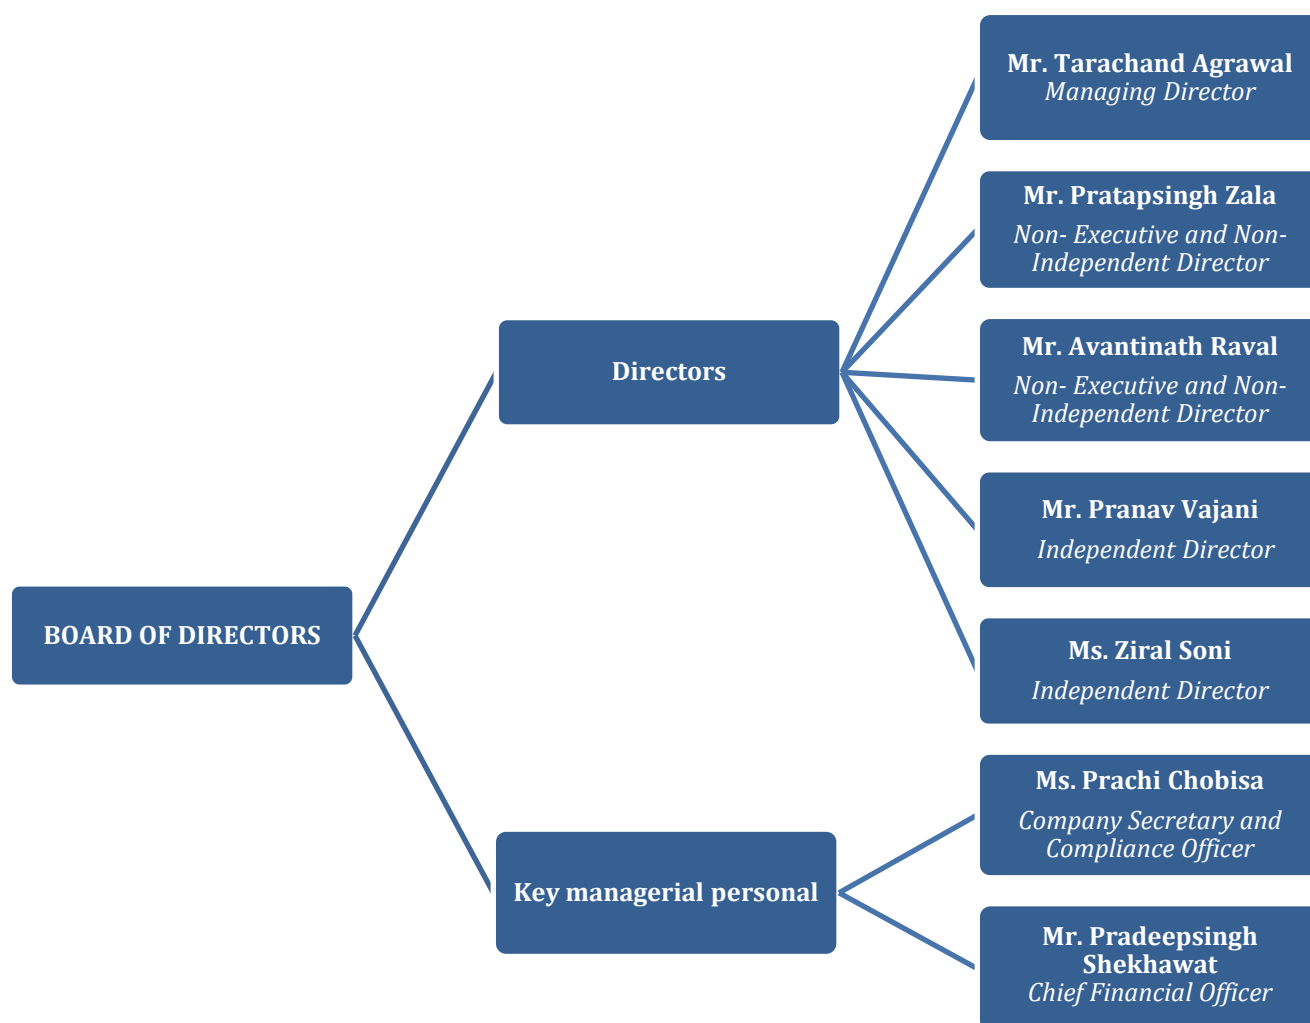 BOARD OF DIRECTORS
Directors
Mr. Tarachand Agrawal
Managing Director
Mr. Pratapsingh Zala
Non- Executive and Non-
Independent Director
Mr. Avantinath Raval
Non- Executive and Non-
Independent Director
Mr. Pranav Vajani
Independent Director
Ms. Ziral Soni
Independent Director
Key managerial personal
Ms. Prachi Chobisa
Company Secretary and
Compliance Officer
Mr. Pradeepsingh
Shekhawat
Chief Financial Officer